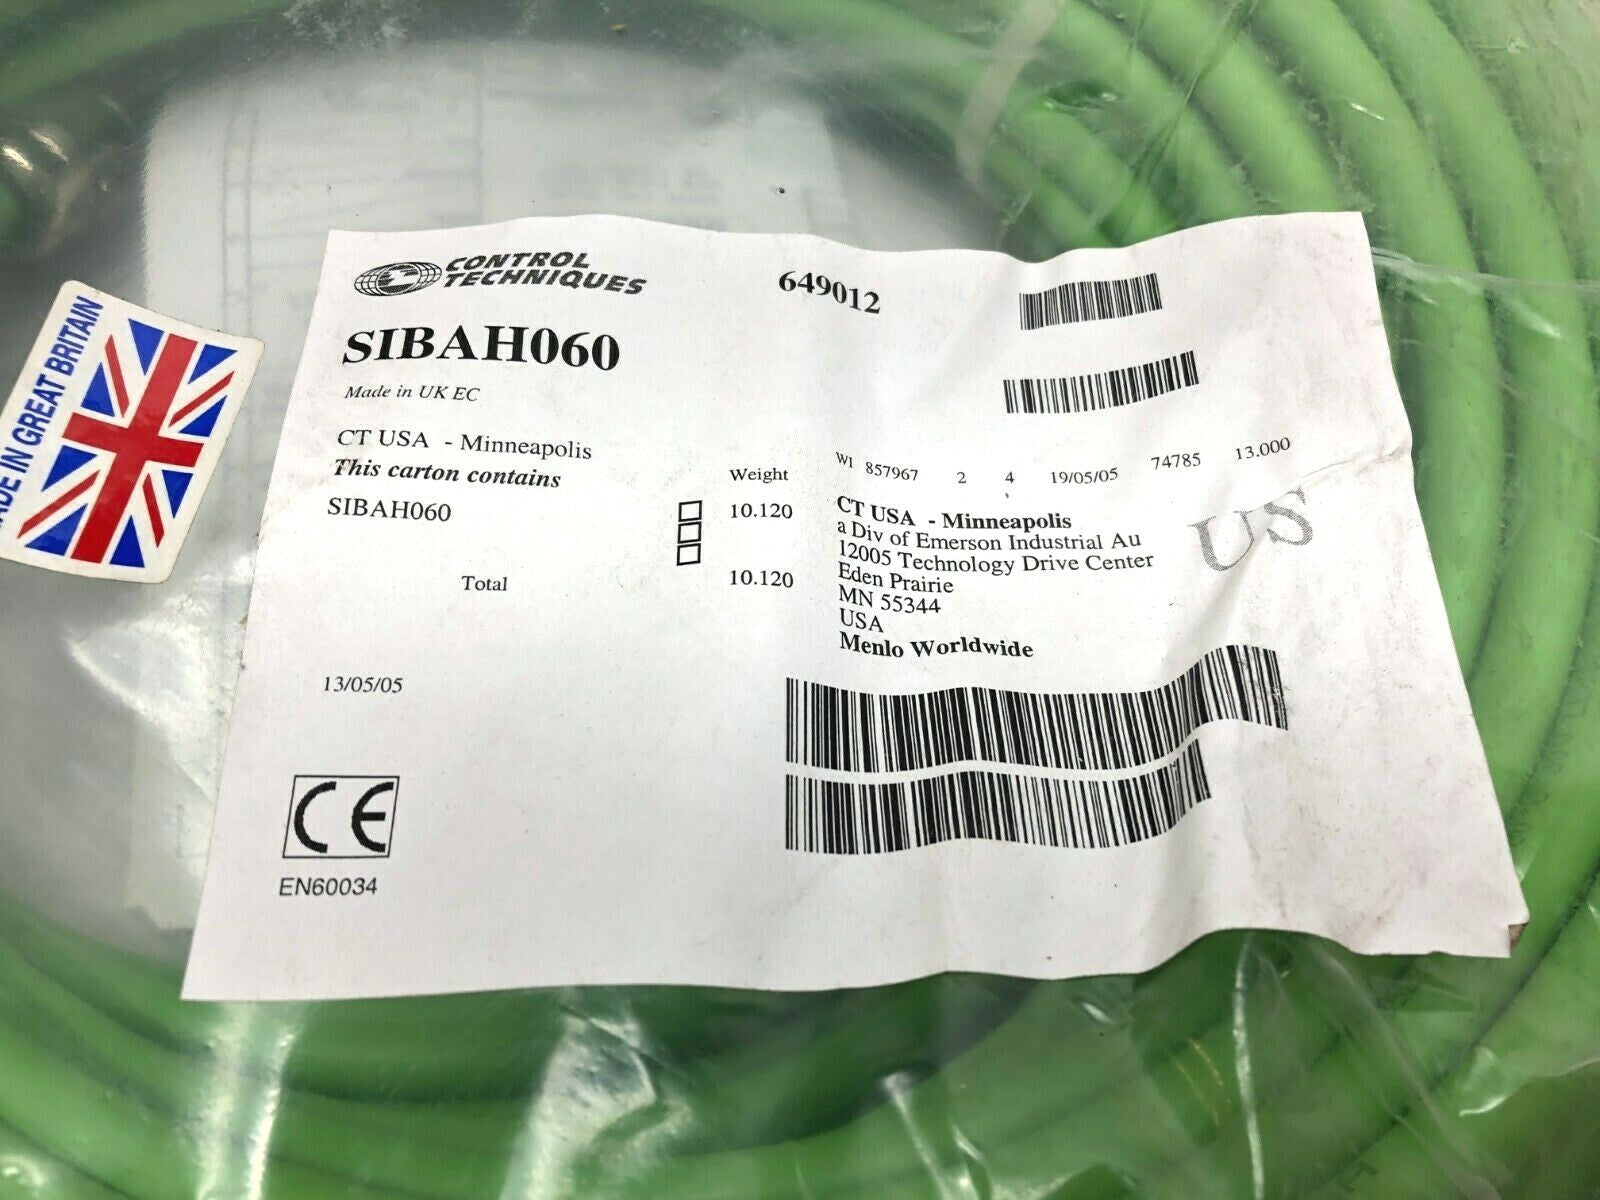 CONTROL
TECHNIQUES
649012
SIBAH060
Made in UK EC
CT USA - Minneapolis
This carton contains
Weight
SIBAH060
10.120
Total
10.120
13/05/05
CE
EN60034
WI 857967 2 4 19/05/05 74785 13.000
CT USA - Minneapolis
a Div of Emerson Industrial Au
12005 Technology Drive Center
Eden Prairie
MN 55344
USA
Menlo Worldwide
US
MADE IN GREAT BRITAIN